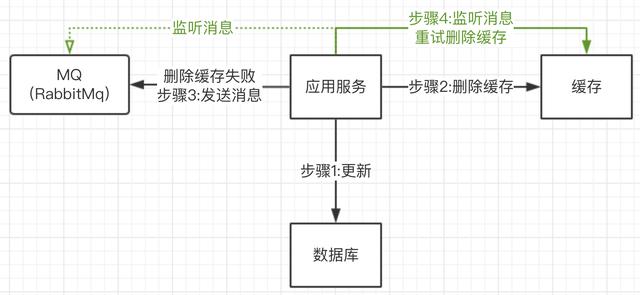 监听消息
步骤4:监听消息
重试删除缓存
MQ
(RabbitMq)
删除缓存失败
步骤3:发送消息
应用服务
步骤2:删除缓存
缓存
步骤1:更新
数据库